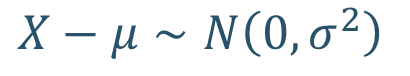 X − μ ~ N(0, σ²)